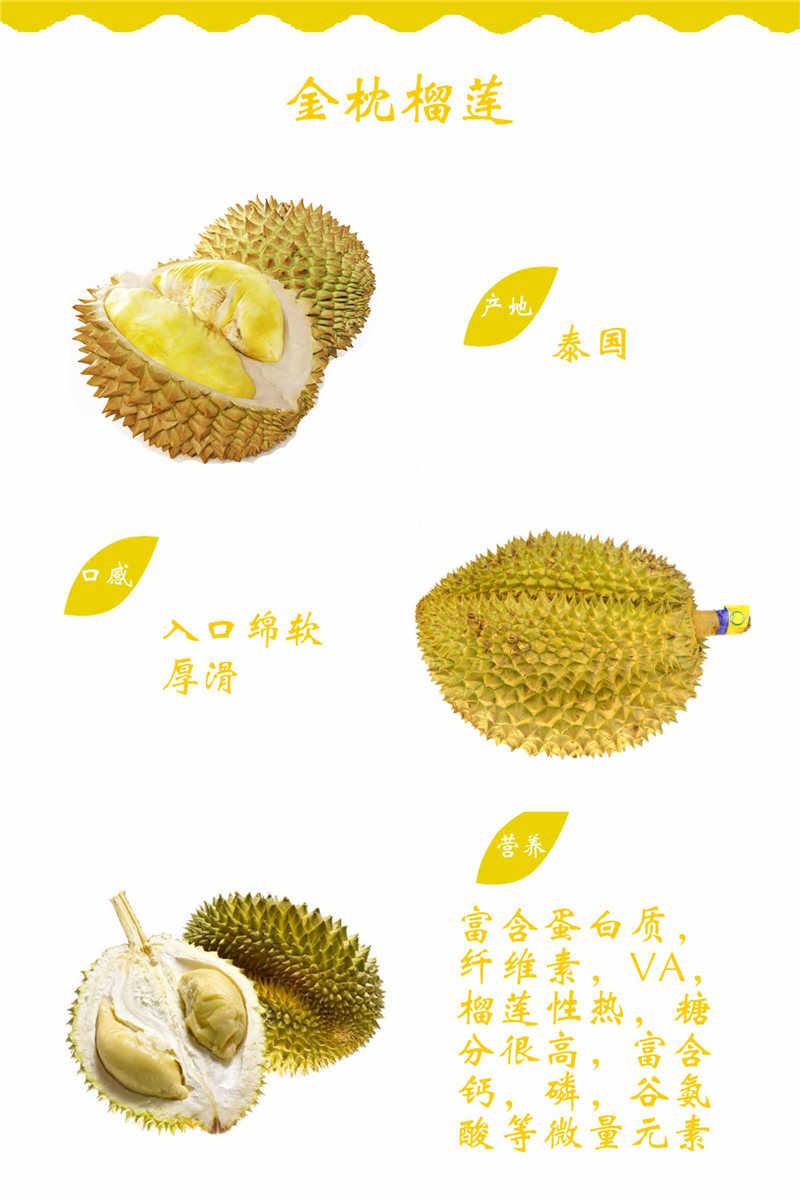 金枕榴莲
产地
泰国
口感
入口绵软
厚滑
营养
富含蛋白质，
纤维素，VA，
榴莲性热，糖
分很高，富含
钙，磷，谷氨
酸等微量元素